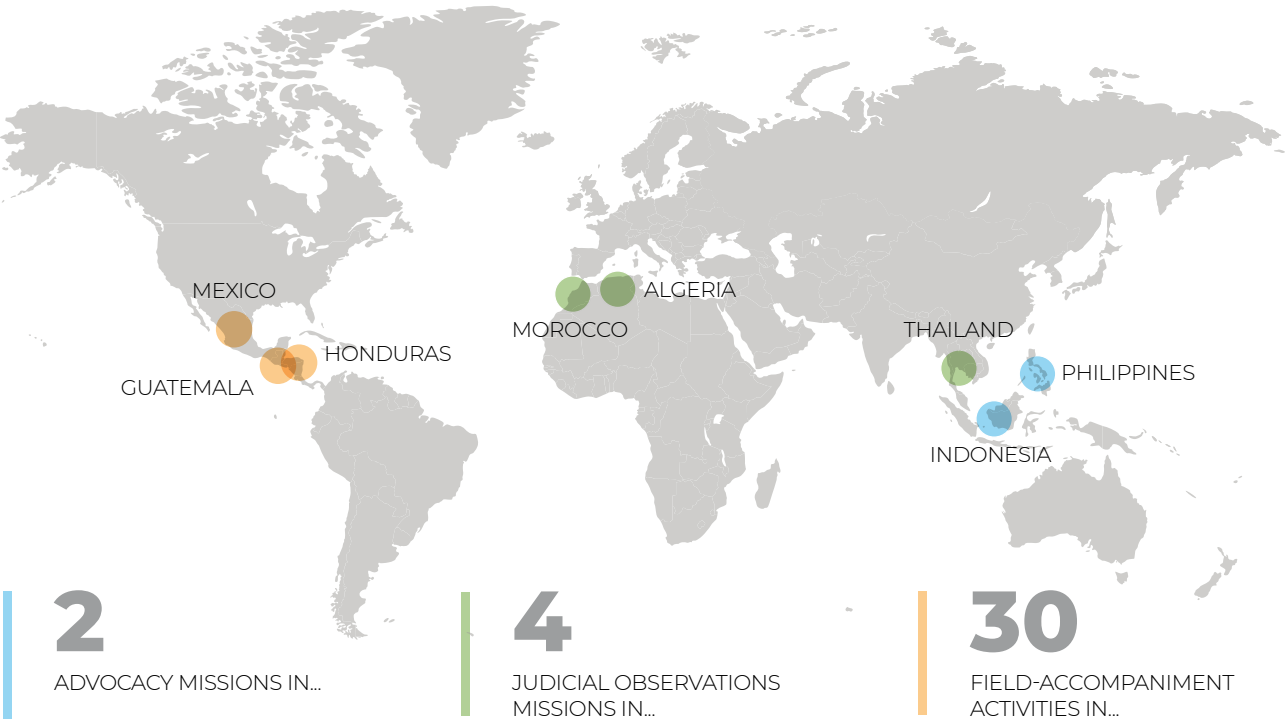 MEXICO
ALGERIA
MOROCCO
THAILAND
HONDURAS
PHILIPPINES
GUATEMALA
INDONESIA
2
ADVOCACY MISSIONS IN...
4
JUDICIAL OBSERVATIONS
MISSIONS IN...
30
FIELD-ACCOMPANIMENT
ACTIVITIES IN...